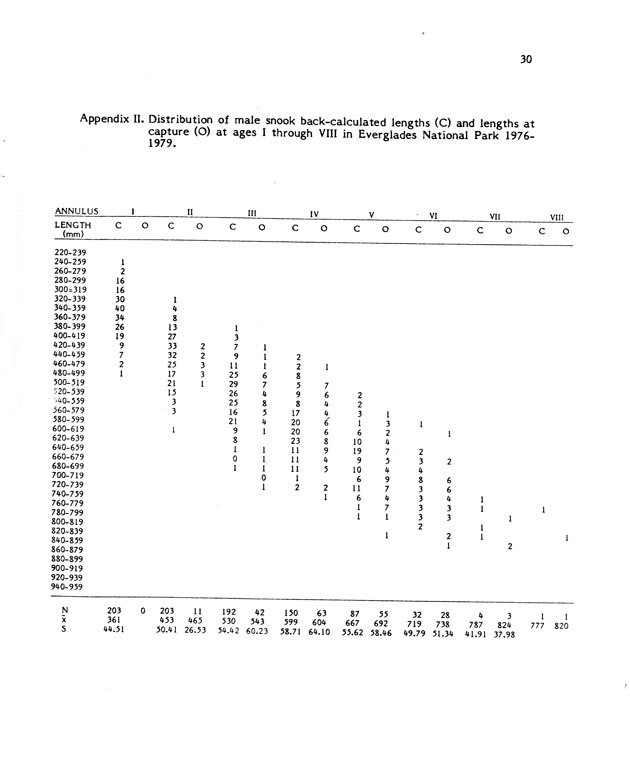 30
Appendix II. Distribution of male snook back-calculated lengths (C) and lengths at
capture (O) at ages I through VIII in Everglades National Park 1976-
1979.
ANNULUS I II III IV V VI VII VIII
LENGTH C O C O C O C O C O C O C O C O
(mm)
220-239
240-259 1
260-279 2
280-299 16
300=319 16
320-339 30 1
340-359 40 4
360-379 34 8
380-399 26 13 1
400-419 19 27 3
420-439 9 33 2 7 1
440-459 7 32 2 9 1 2
460-479 2 25 3 11 1 2 1
480-499 1 17 3 25 6 8
500-519 21 1 29 7 5 7
520-539 15 26 4 9 6 2
540-559 3 25 8 8 4 2
560-579 3 16 5 17 4 3 1
580-599 21 4 20 6 1 3 1
600-619 1 9 1 20 6 6 2 1
620-639 8 23 8 10 4
640-659 1 1 11 9 19 7 2
660-679 0 1 11 4 9 5 3 2
680-699 1 1 11 5 10 4 4
700-719 0 1 6 9 8 6
720-739 1 2 2 11 7 3 6
740-759 1 6 4 3 4 1
760-779 1 7 3 3 1 1
780-799 1 1 3 3 1
800-819 2 1
820-839 1 2 1 1
840-859 1 2
860-879
880-899
900-919
920-939
940-959
N 203 0 203 11 192 42 150 63 87 55 32 28 4 3 1 1
x̄ 361 453 465 530 543 599 604 667 692 719 738 787 824 777 820
S 44.51 50.41 26.53 54.42 60.23 58.71 64.10 55.62 58.46 49.79 51.34 41.91 37.98